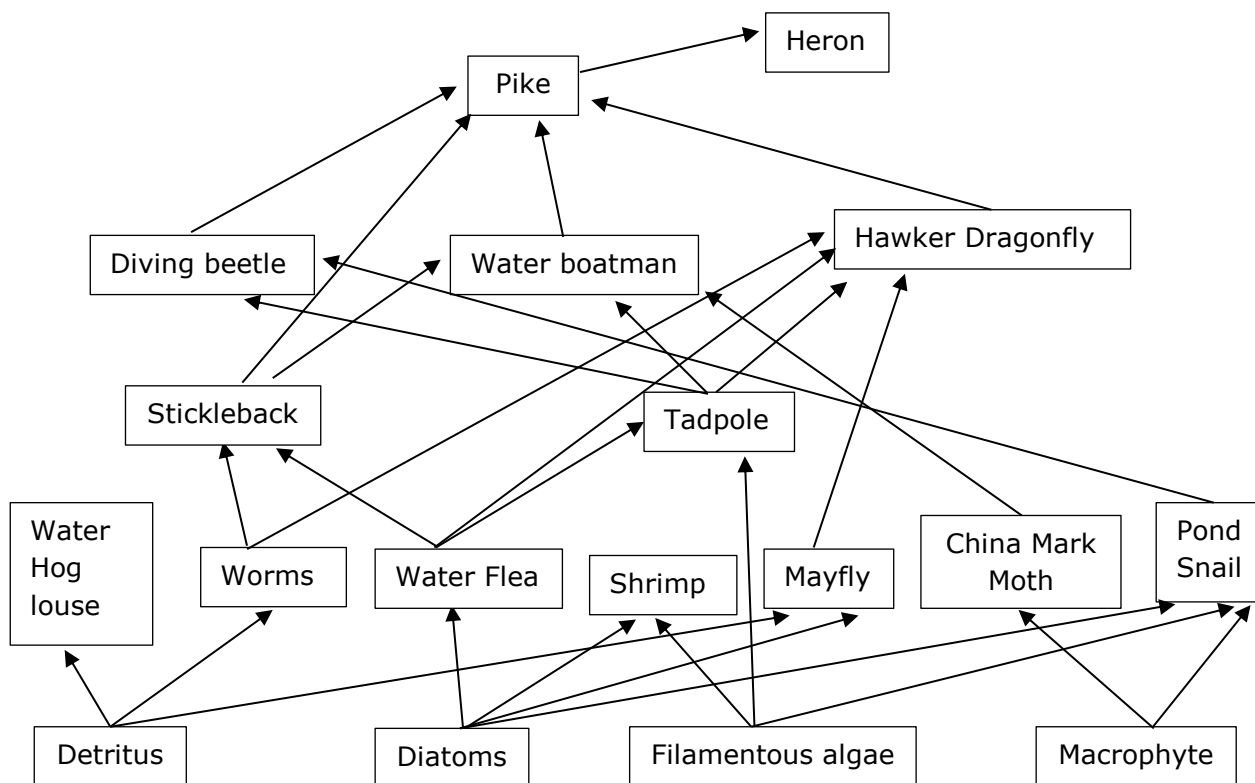 Heron
Pike
Hawker Dragonfly
Diving beetle
Water boatman
Stickleback
Tadpole
Water
Hog
louse
Worms
Water Flea
Shrimp
Mayfly
China Mark
Moth
Pond
Snail
Detritus
Diatoms
Filamentous algae
Macrophyte